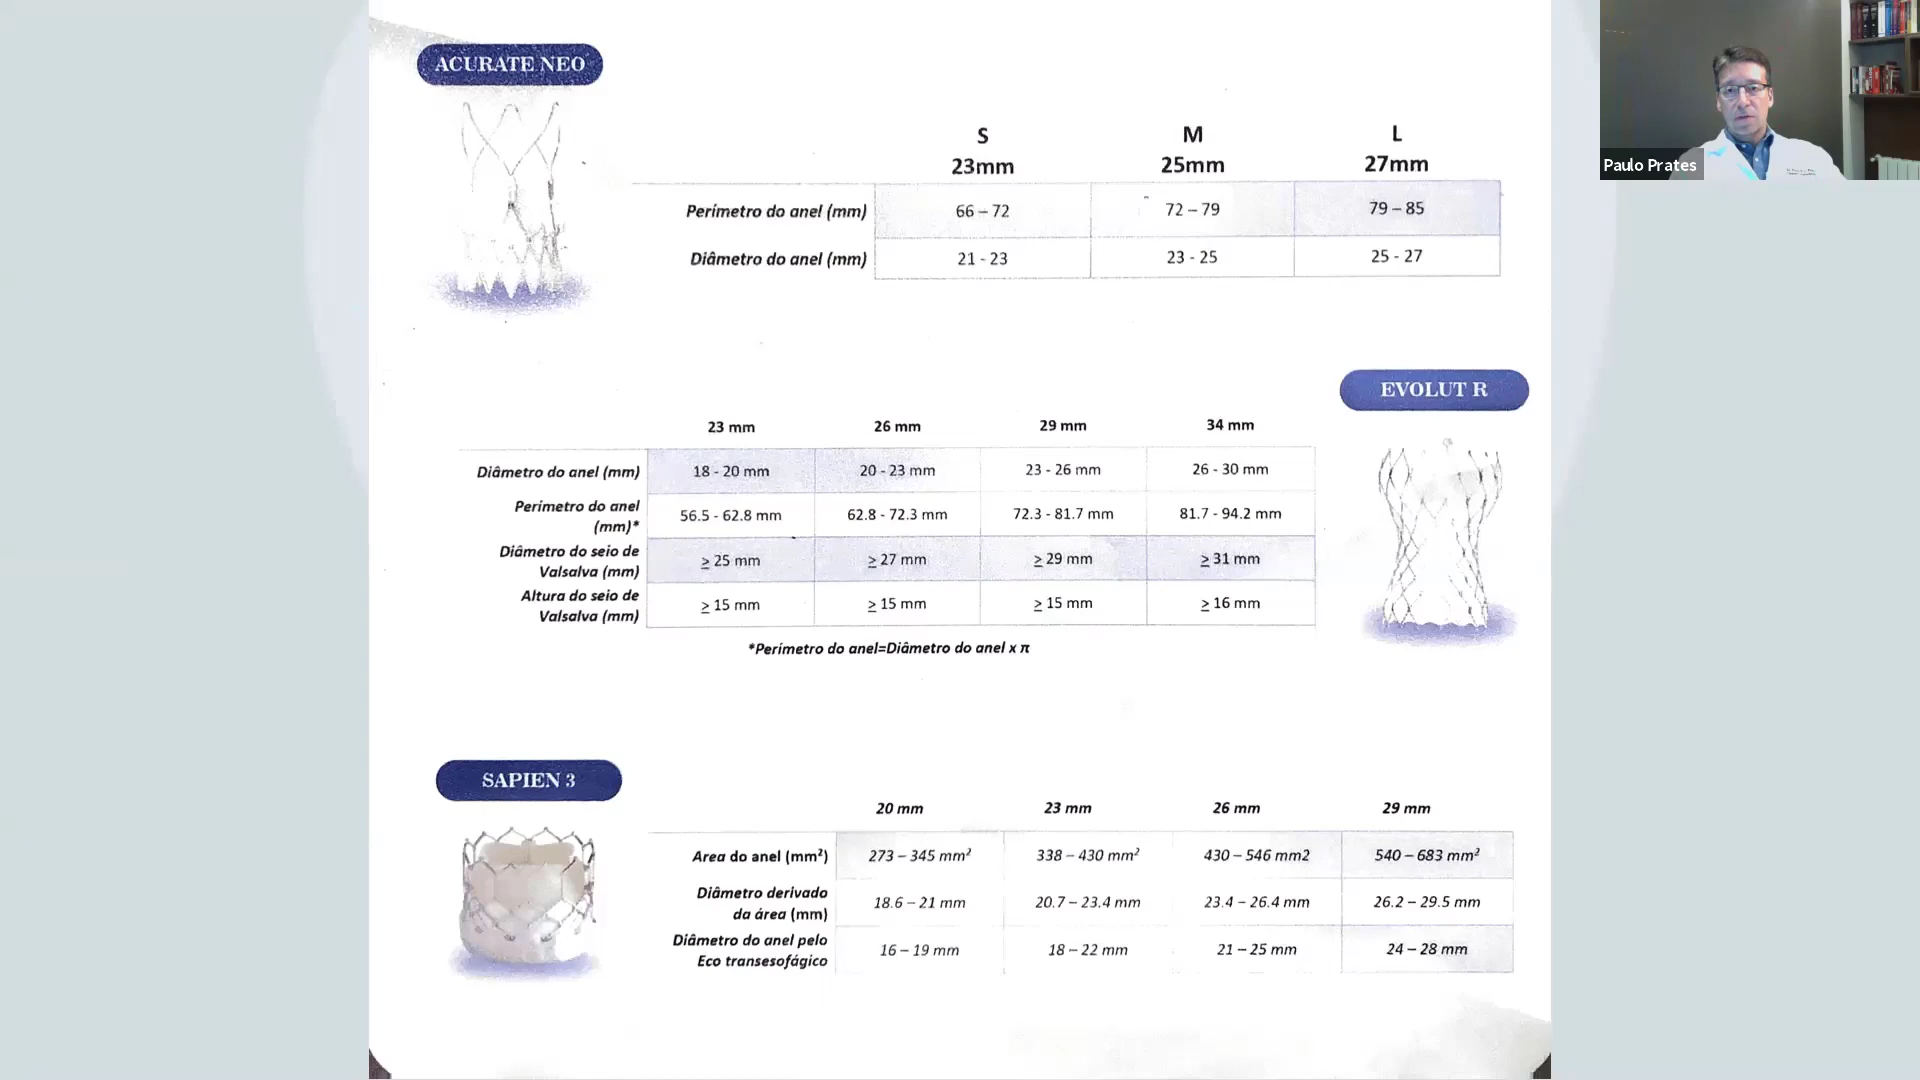 ACURATE NEO
S M L
23mm 25mm 27mm
Perímetro do anel (mm) 66 – 72 72 – 79 79 – 85
Diâmetro do anel (mm) 21 - 23 23 - 25 25 - 27
Paulo Prates
EVOLUT R
23 mm 26 mm 29 mm 34 mm
Diâmetro do anel (mm) 18 - 20 mm 20 - 23 mm 23 - 26 mm 26 - 30 mm
Perímetro do anel
(mm)* 56.5 - 62.8 mm 62.8 - 72.3 mm 72.3 - 81.7 mm 81.7 - 94.2 mm
Diâmetro do seio de
Valsalva (mm) ≥ 25 mm ≥ 27 mm ≥ 29 mm ≥ 31 mm
Altura do seio de
Valsalva (mm) ≥ 15 mm ≥ 15 mm ≥ 15 mm ≥ 16 mm
*Perímetro do anel=Diâmetro do anel x π
SAPIEN 3
20 mm 23 mm 26 mm 29 mm
Area do anel (mm²) 273 – 345 mm² 338 – 430 mm² 430 – 546 mm2 540 – 683 mm²
Diâmetro derivado
da área (mm) 18.6 – 21 mm 20.7 – 23.4 mm 23.4 – 26.4 mm 26.2 – 29.5 mm
Diâmetro do anel pelo
Eco transesofágico 16 – 19 mm 18 – 22 mm 21 – 25 mm 24 – 28 mm